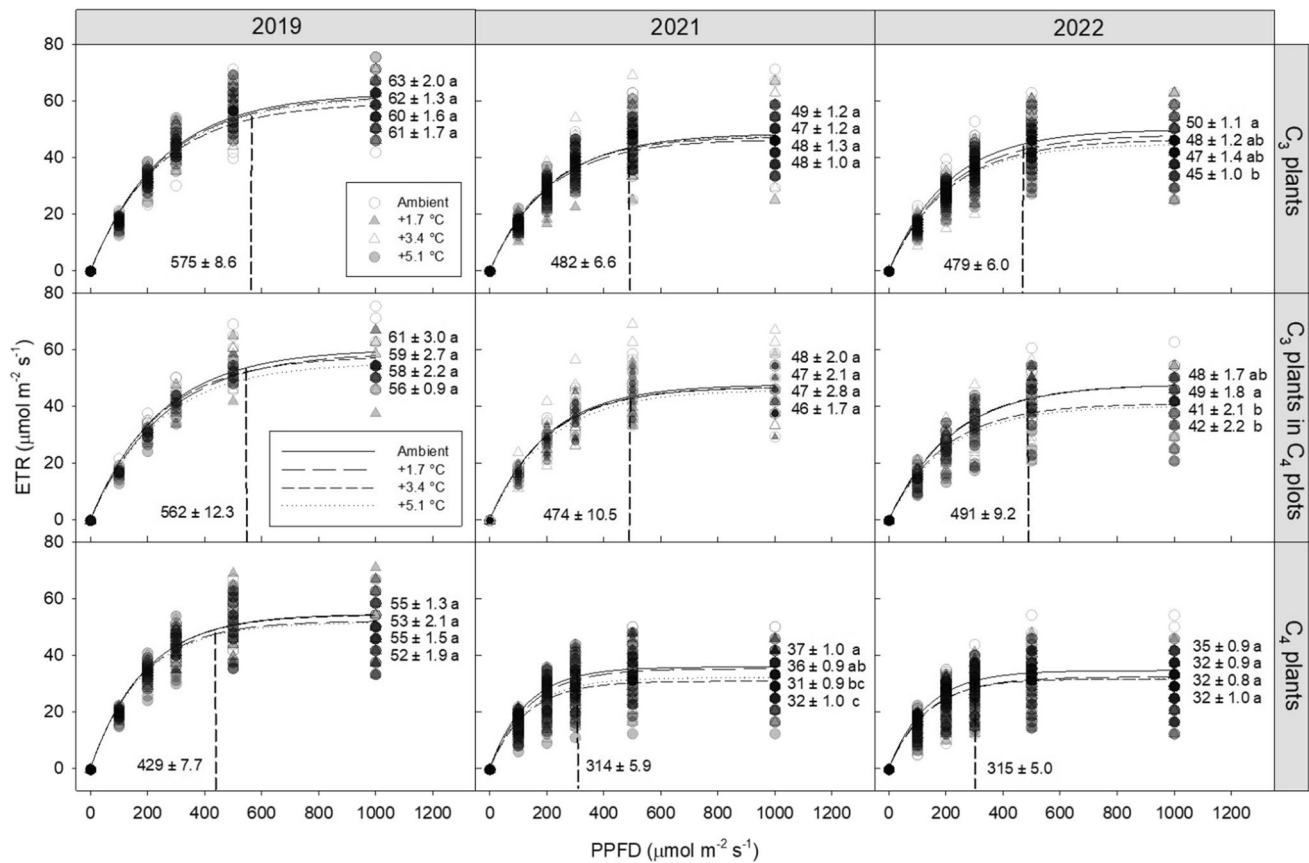 2019
2021
2022
80
60
40
20
0
63 ± 2.0 a
62 ± 1.3 a
60 ± 1.6 a
61 ± 1.7 a
Ambient
+1.7 °C
+3.4 °C
+5.1 °C
575 ± 8.6
49 ± 1.2 a
47 ± 1.2 a
48 ± 1.3 a
48 ± 1.0 a
482 ± 6.6
50 ± 1.1 a
48 ± 1.2 ab
47 ± 1.4 ab
45 ± 1.0 b
479 ± 6.0
C3 plants
80
60
40
20
0
ETR (μmol m-2 s-1)
61 ± 3.0 a
59 ± 2.7 a
58 ± 2.2 a
56 ± 0.9 a
Ambient
+1.7 °C
+3.4 °C
+5.1 °C
562 ± 12.3
48 ± 2.0 a
47 ± 2.1 a
47 ± 2.8 a
46 ± 1.7 a
474 ± 10.5
48 ± 1.7 ab
49 ± 1.8 a
41 ± 2.1 b
42 ± 2.2 b
491 ± 9.2
C3 plants in C4 plots
80
60
40
20
0
55 ± 1.3 a
53 ± 2.1 a
55 ± 1.5 a
52 ± 1.9 a
429 ± 7.7
37 ± 1.0 a
36 ± 0.9 ab
31 ± 0.9 bc
32 ± 1.0 c
314 ± 5.9
35 ± 0.9 a
32 ± 0.9 a
32 ± 0.8 a
32 ± 1.0 a
315 ± 5.0
C4 plants
0 200 400 600 800 1000 1200
0 200 400 600 800 1000 1200
0 200 400 600 800 1000 1200
PPFD (μmol m-2 s-1)